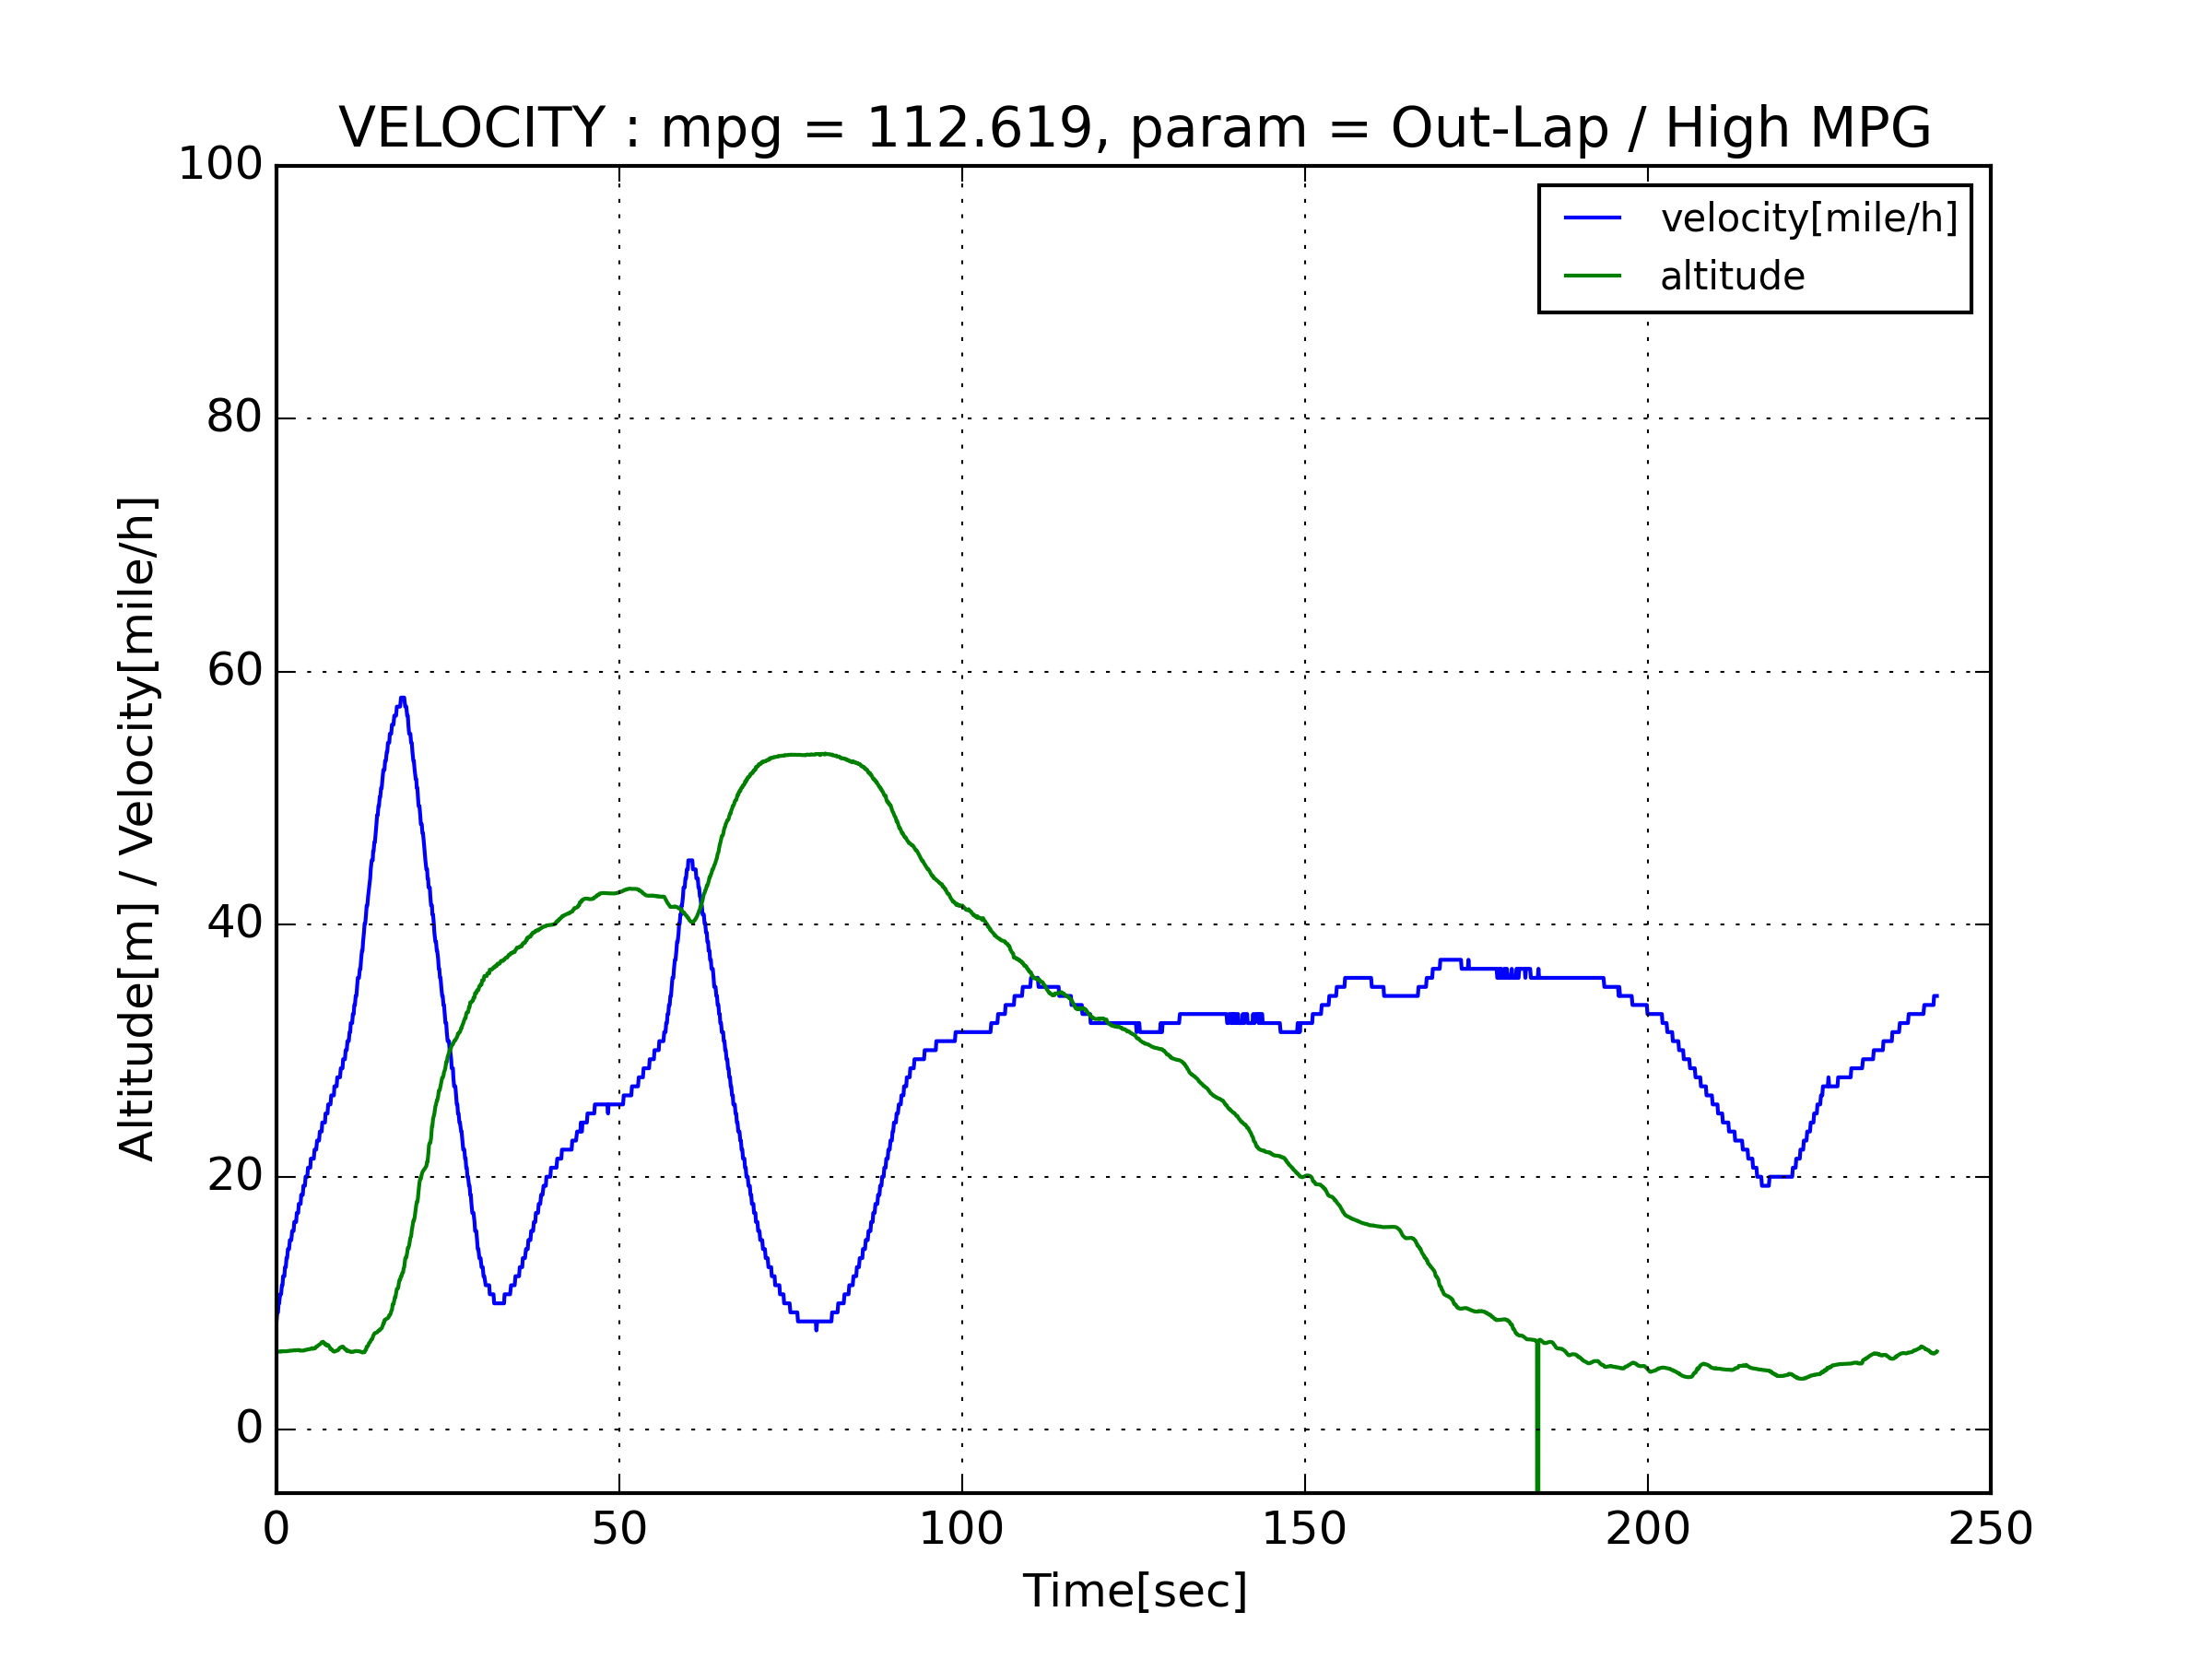 VELOCITY : mpg = 112.619, param = Out-Lap / High MPG
velocity[mile/h]
altitude
Altitude[m] / Velocity[mile/h]
100
80
60
40
20
0
0 50 100 150 200 250
Time[sec]